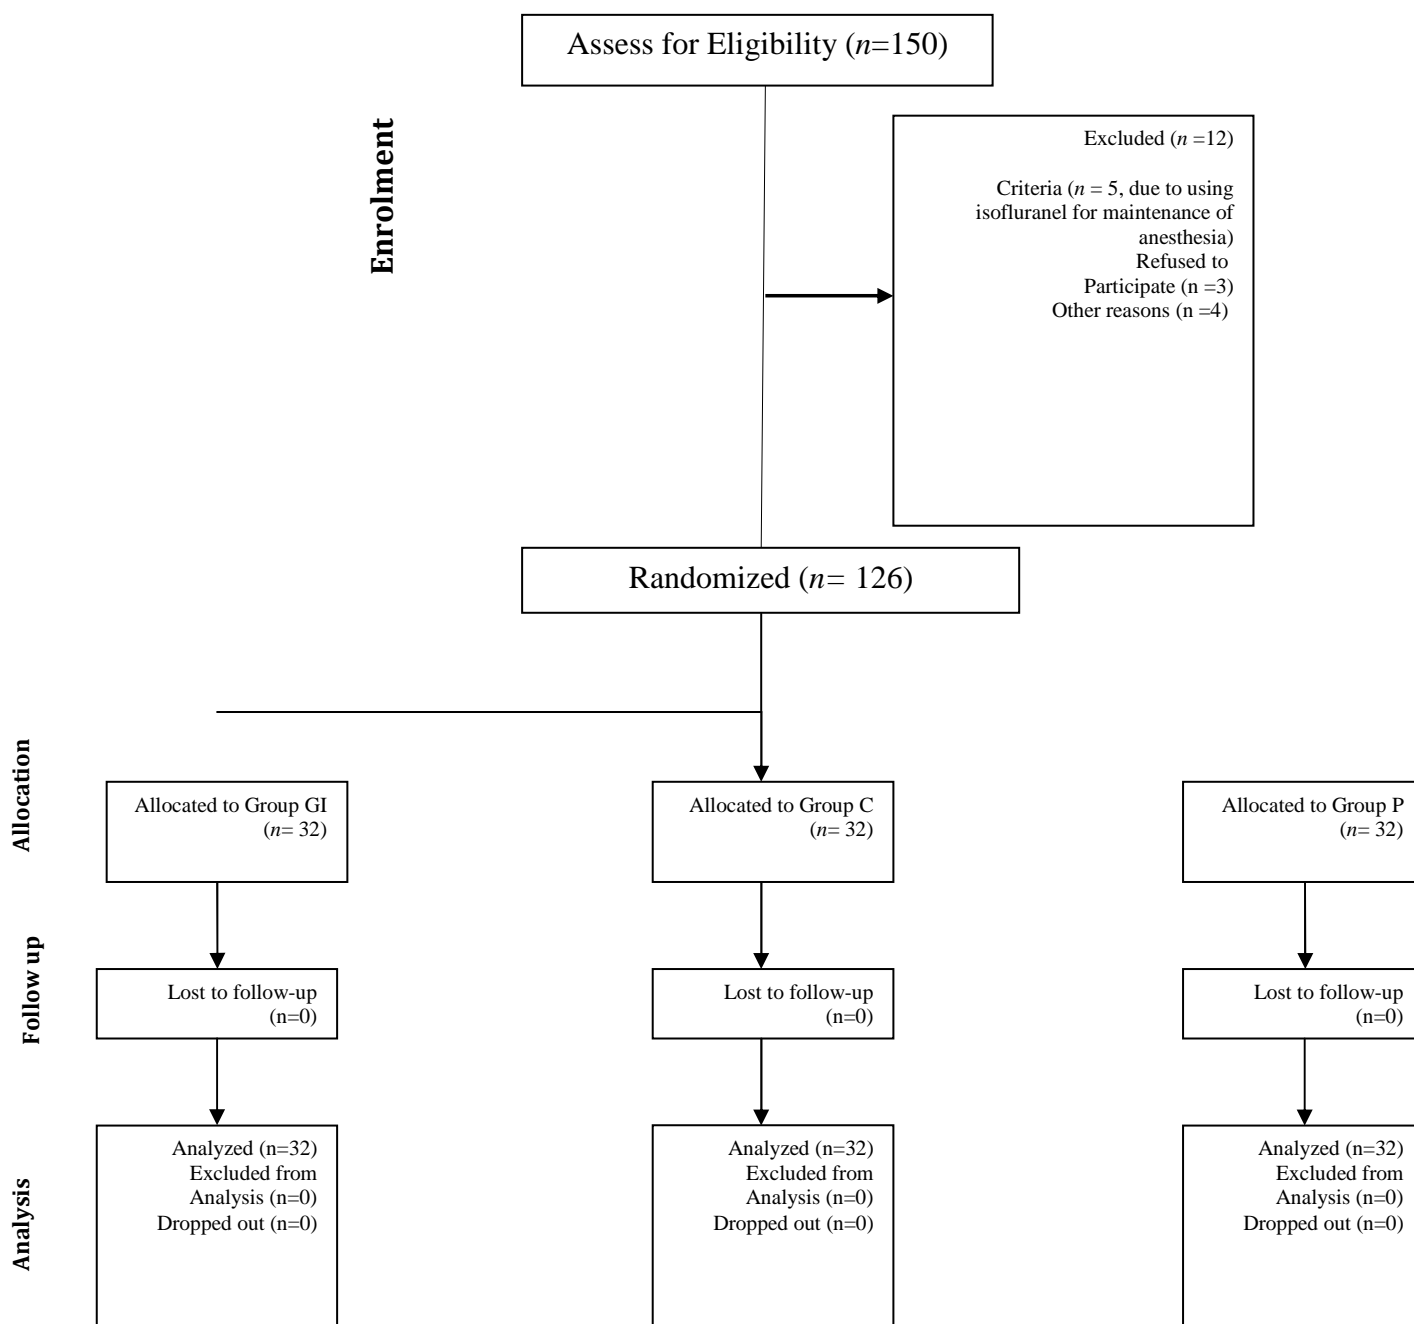 Assess for Eligibility (n=150)
Enrolment
Excluded (n =12)
Criteria (n = 5, due to using
isofluranel for maintenance of
anesthesia)
Refused to
Participate (n =3)
Other reasons (n =4)
Randomized (n= 126)
Allocation
Allocated to Group GI
(n= 32)
Allocated to Group C
(n= 32)
Allocated to Group P
(n= 32)
Follow up
Lost to follow-up
(n=0)
Lost to follow-up
(n=0)
Lost to follow-up
(n=0)
Analysis
Analyzed (n=32)
Excluded from
Analysis (n=0)
Dropped out (n=0)
Analyzed (n=32)
Excluded from
Analysis (n=0)
Dropped out (n=0)
Analyzed (n=32)
Excluded from
Analysis (n=0)
Dropped out (n=0)